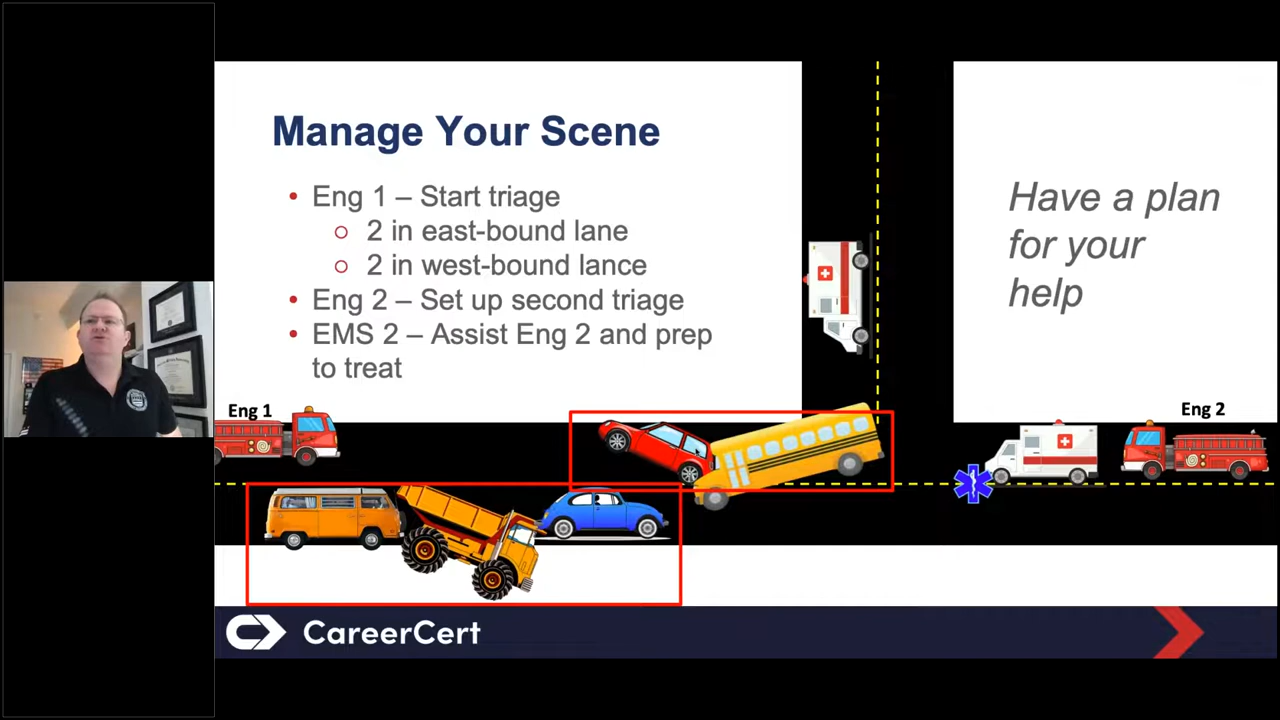 Manage Your Scene
• Eng 1 – Start triage
○ 2 in east-bound lane
○ 2 in west-bound lance
• Eng 2 – Set up second triage
• EMS 2 – Assist Eng 2 and prep
to treat
Have a plan
for your
help
Eng 1
Eng 2
CareerCert